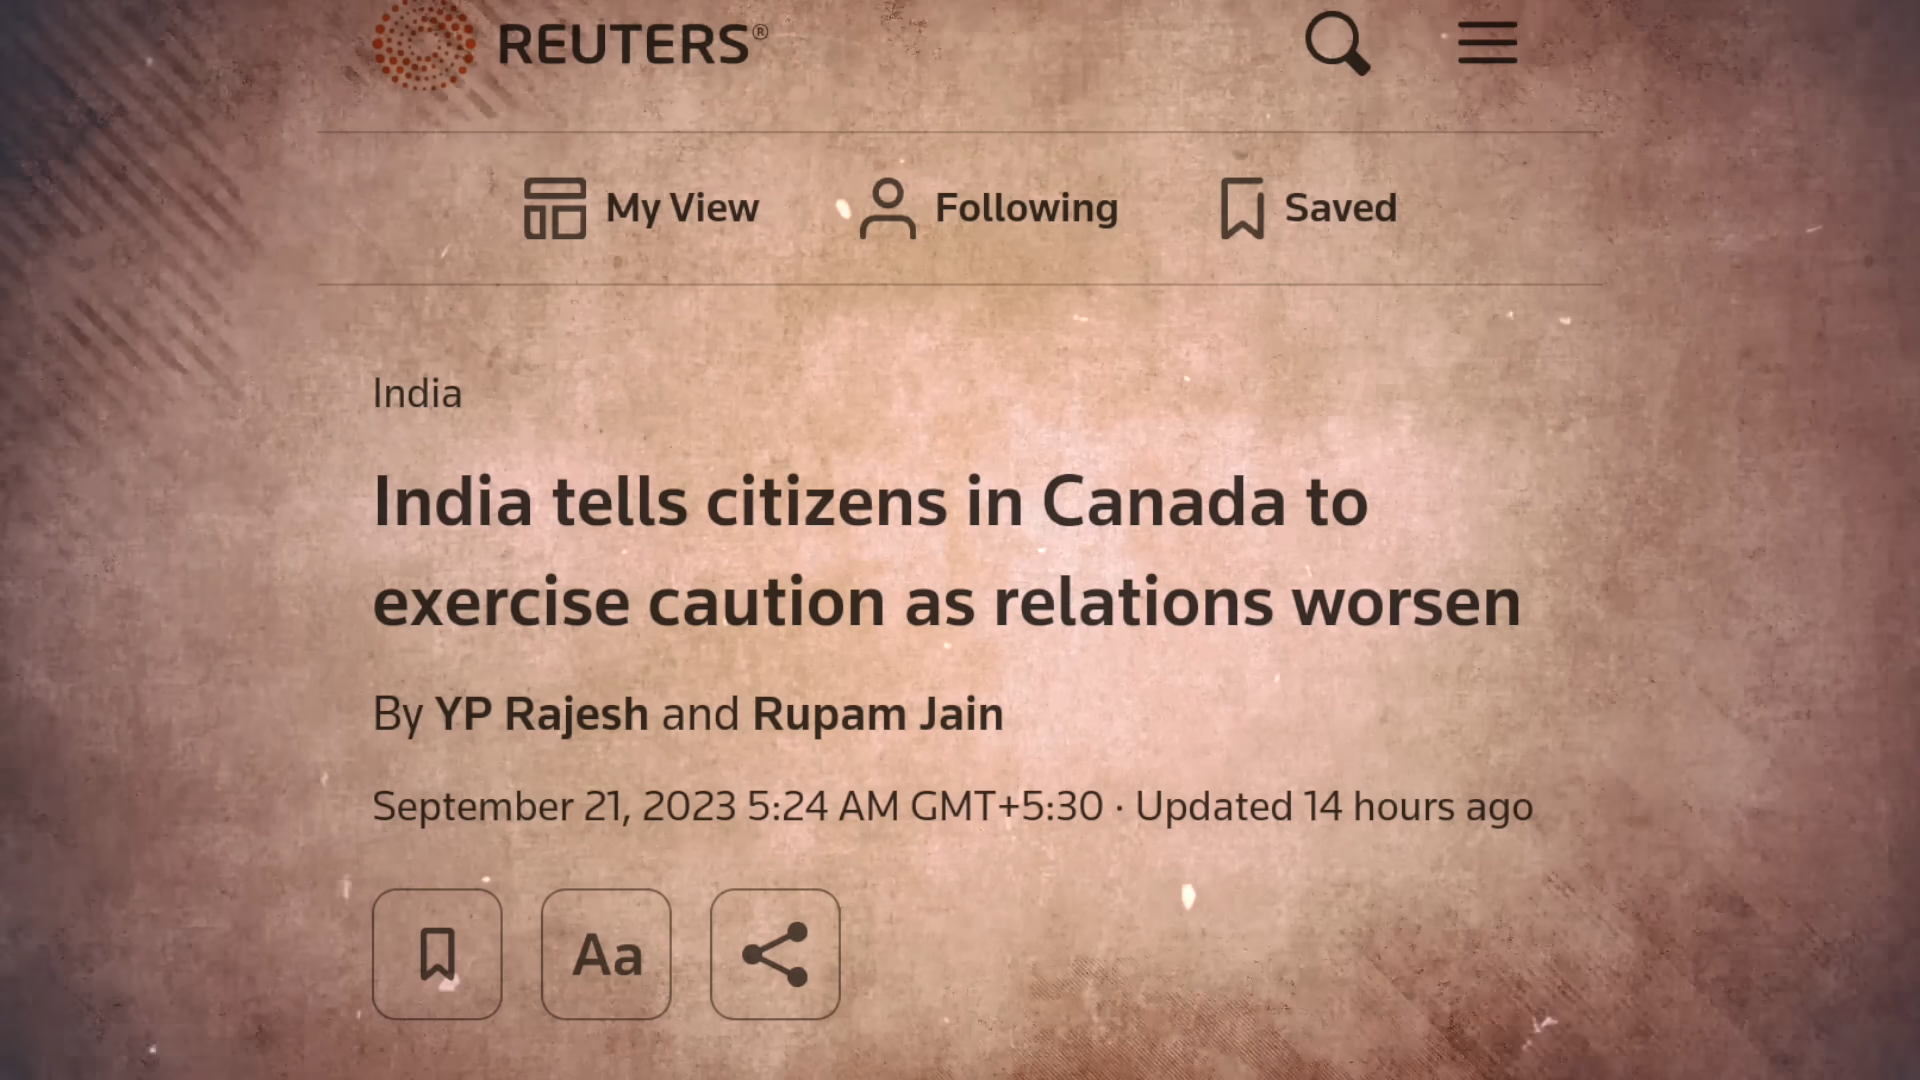 REUTERS®
My View Following Saved
India
India tells citizens in Canada to
exercise caution as relations worsen
By YP Rajesh and Rupam Jain
September 21, 2023 5:24 AM GMT+5:30 · Updated 14 hours ago
Aa